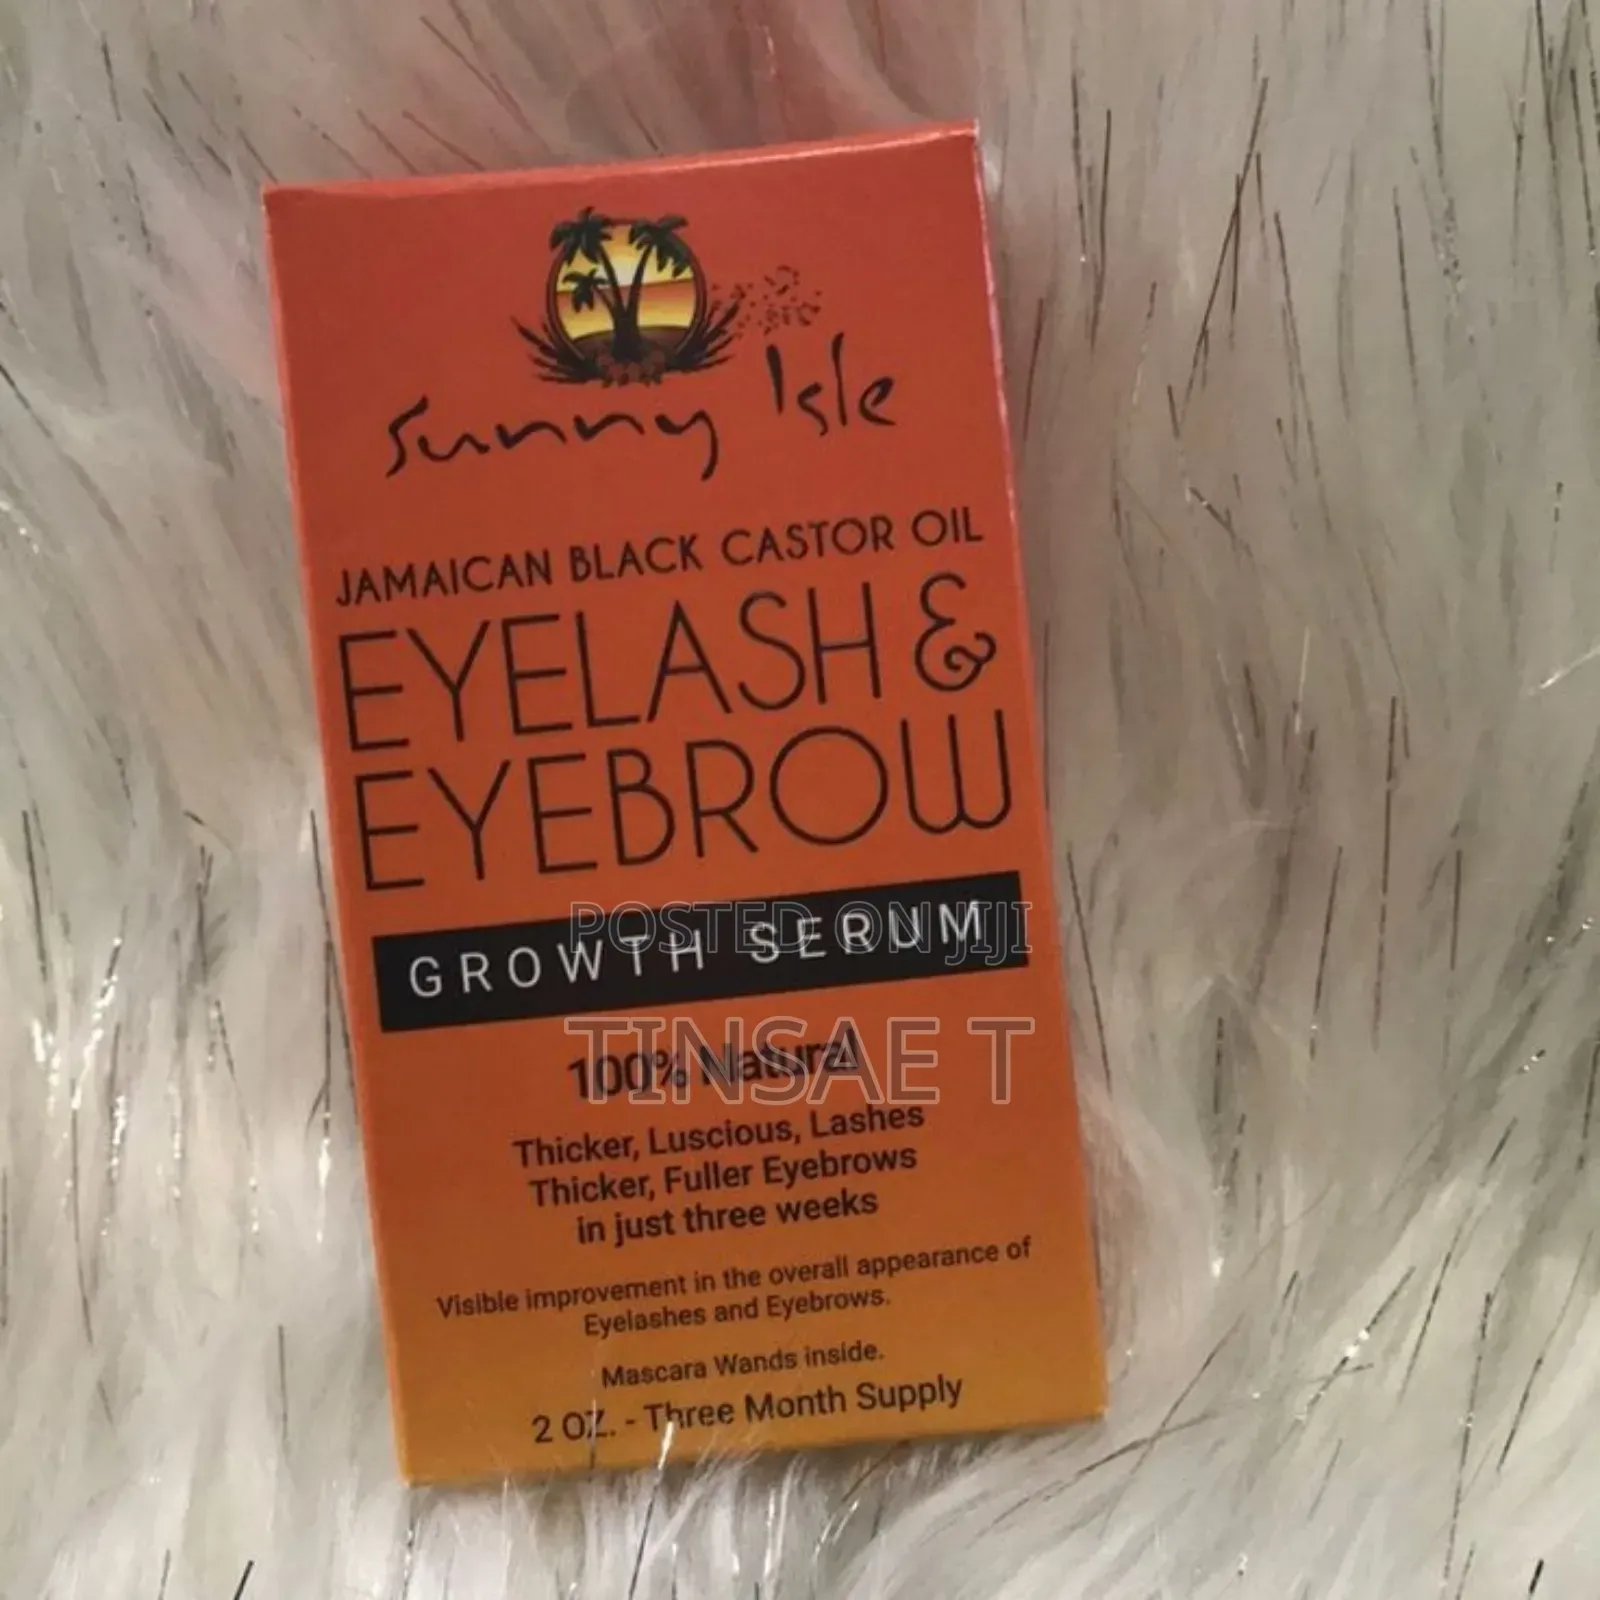 Sunny Isle
JAMAICAN BLACK CASTOR OIL
EYELASH &
EYEBROW
GROWTH SERUM
POSTED ON JIJI
TINSAE T
100% Natural
Thicker, Luscious, Lashes
Thicker, Fuller Eyebrows
in just three weeks
Visible improvement in the overall appearance of
Eyelashes and Eyebrows.
Mascara Wands inside.
2 OZ. - Three Month Supply